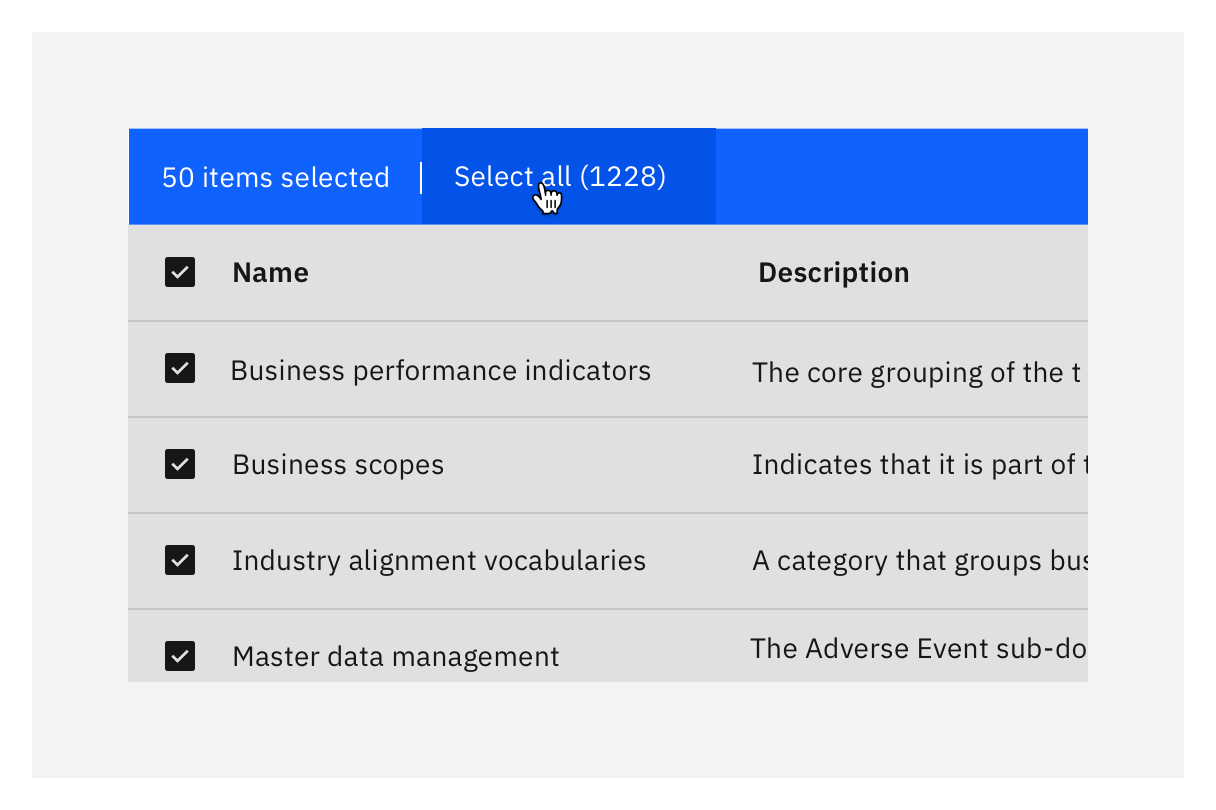 50 items selected
Select all (1228)
Name
Description
Business performance indicators
The core grouping of the t
Business scopes
Indicates that it is part of t
Industry alignment vocabularies
A category that groups bus
Master data management
The Adverse Event sub-do